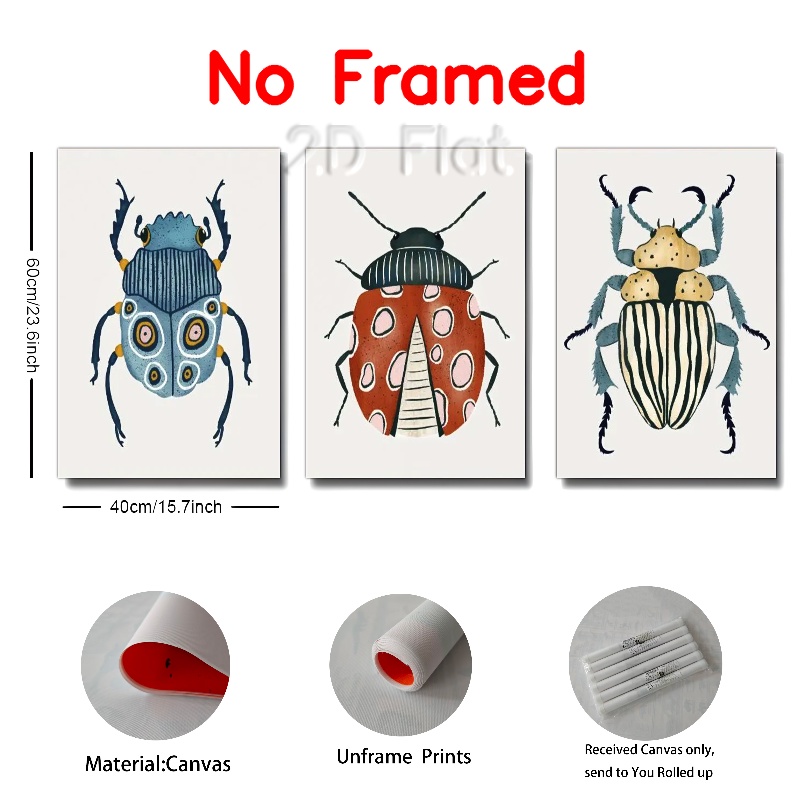 No Framed
2D Flat
60cm/23.6inch
40cm/15.7inch
Material:Canvas
Unframe Prints
Received Canvas only,
send to You Rolled up